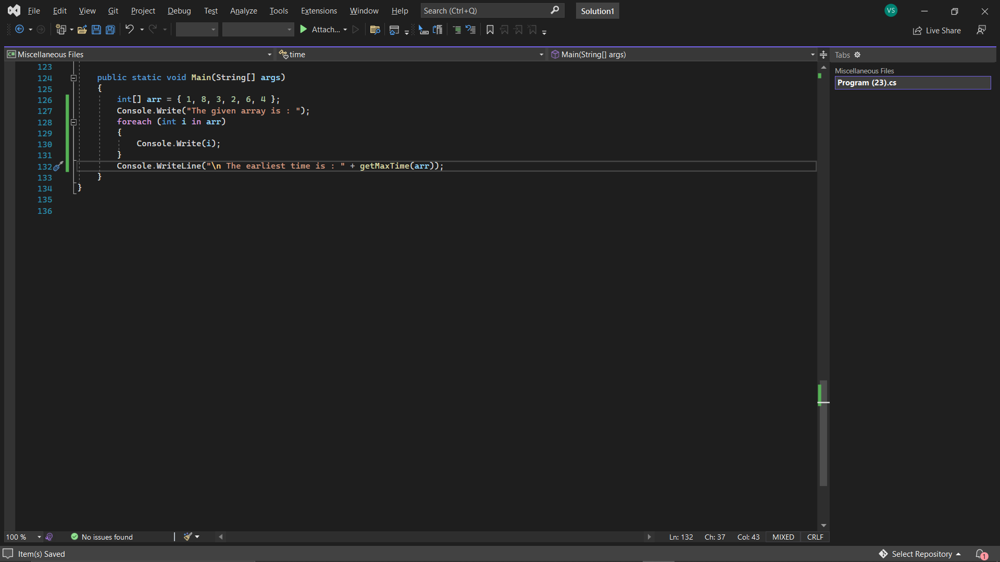 File Edit View Git Project Debug Test Analyze Tools Extensions Window Help Search (Ctrl+Q) Solution1 VS
Attach... Live Share
C# Miscellaneous Files time Main(String[] args) Tabs
Miscellaneous Files
Program (23).cs
123
124 public static void Main(String[] args)
125 {
126 int[] arr = { 1, 8, 3, 2, 6, 4 };
127 Console.Write("The given array is : ");
128 foreach (int i in arr)
129 {
130 Console.Write(i);
131 }
132 Console.WriteLine("\n The earliest time is : " + getMaxTime(arr));
133 }
134 }
135
136
100 % No issues found Ln: 132 Ch: 37 Col: 43 MIXED CRLF
Item(s) Saved Select Repository 1